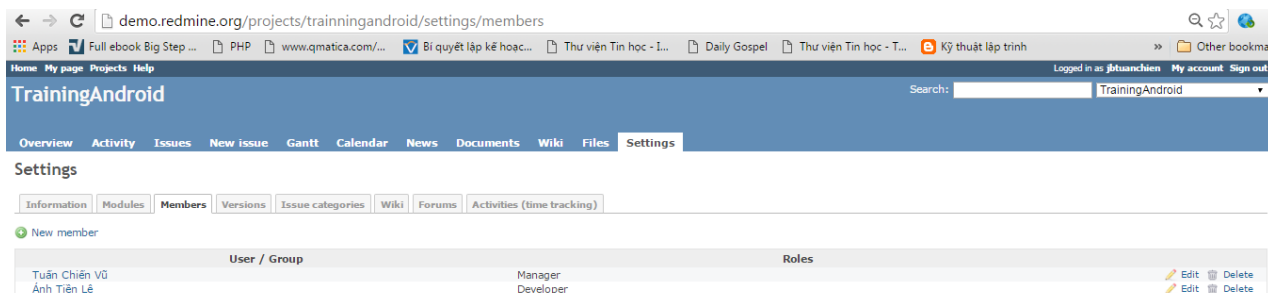 demo.redmine.org/projects/trainningandroid/settings/members
Apps Full ebook Big Step ... PHP www.qmatica.com/... Bí quyết lập kế hoạc... Thư viện Tin học - I... Daily Gospel Thư viện Tin học - T... Kỹ thuật lập trình » Other bookma
Home My page Projects Help Logged in as jbtuanchien My account Sign out
TrainingAndroid Search: TrainingAndroid
Overview Activity Issues New issue Gantt Calendar News Documents Wiki Files Settings
Settings
Information Modules Members Versions Issue categories Wiki Forums Activities (time tracking)
New member
User / Group Roles
Tuấn Chiến Vũ Manager Edit Delete
Ánh Tiền Lê Developer Edit Delete